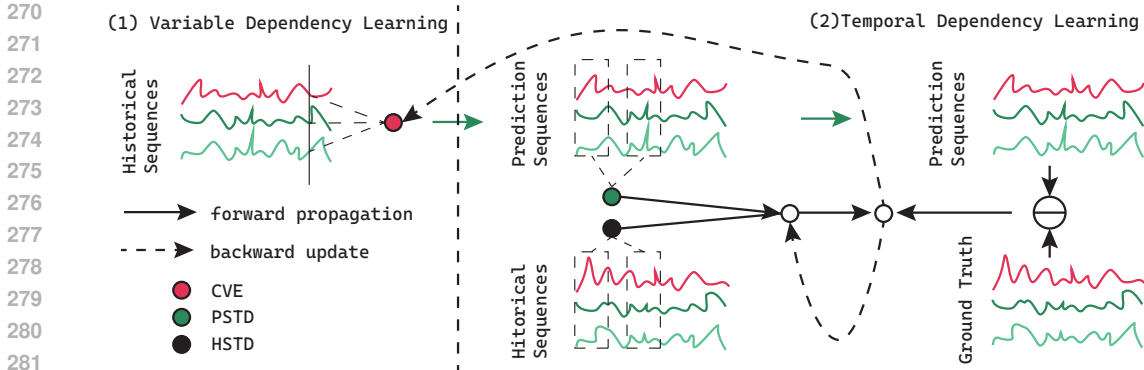 270
271
272
273
274
275
276
277
278
279
280
281
(1) Variable Dependency Learning
(2)Temporal Dependency Learning
Historical
Sequences
Prediction
Sequences
Prediction
Sequences
forward propagation
backward update
CVE
PSTD
HSTD
Hitorical
Sequences
Ground Truth